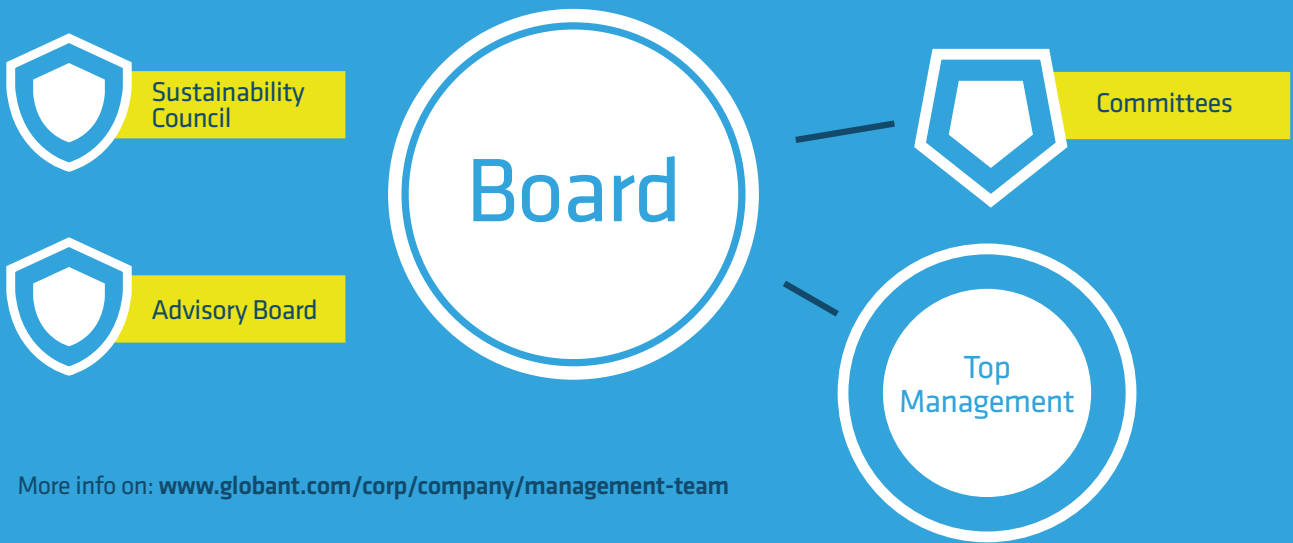 Sustainability
Council
Board
Committees
Advisory Board
Top
Management
More info on: www.globant.com/corp/company/management-team